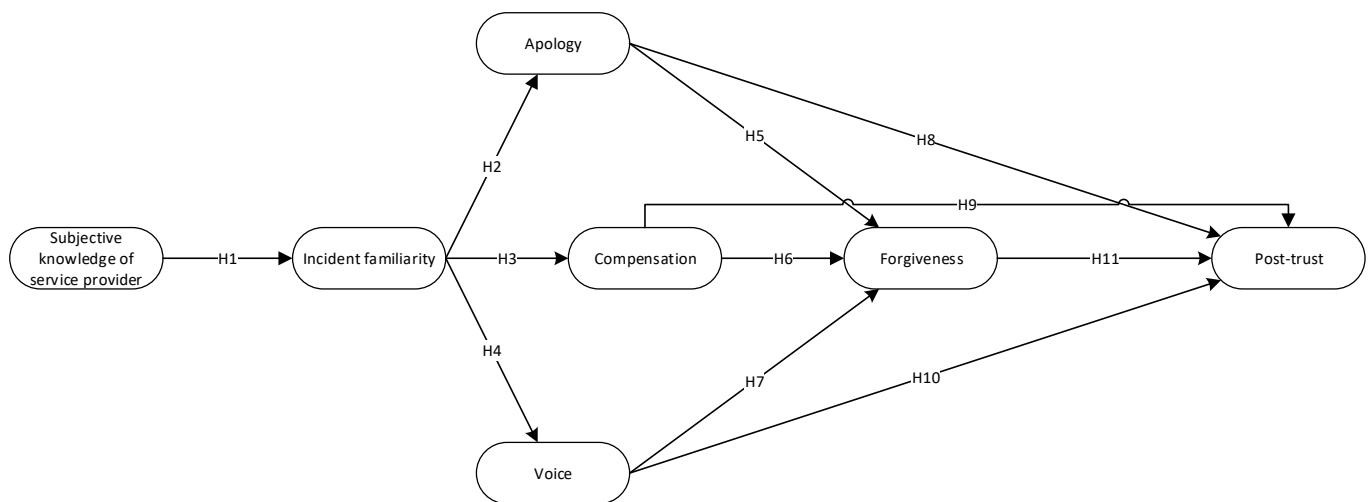 Apology
H5
H8
H2
H9
Subjective
knowledge of
service provider
H1
Incident familiarity
H3
Compensation
H6
Forgiveness
H11
Post-trust
H4
H7
H10
Voice